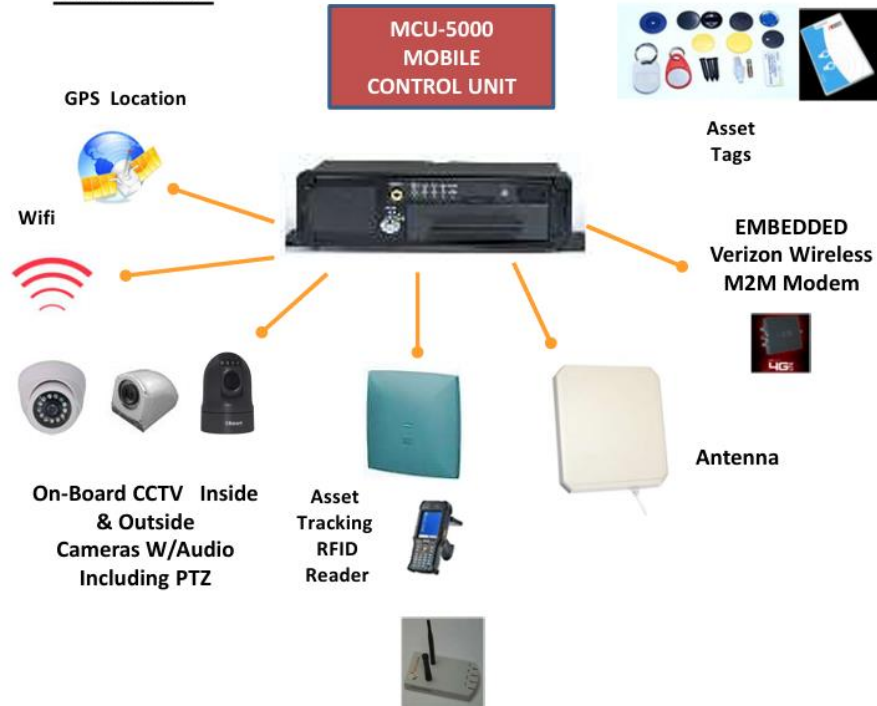 MCU-5000
MOBILE
CONTROL UNIT
GPS Location
Asset
Tags
Wifi
EMBEDDED
Verizon Wireless
M2M Modem
4G
Antenna
On-Board CCTV Inside
& Outside
Cameras W/Audio
Including PTZ
Asset
Tracking
RFID
Reader